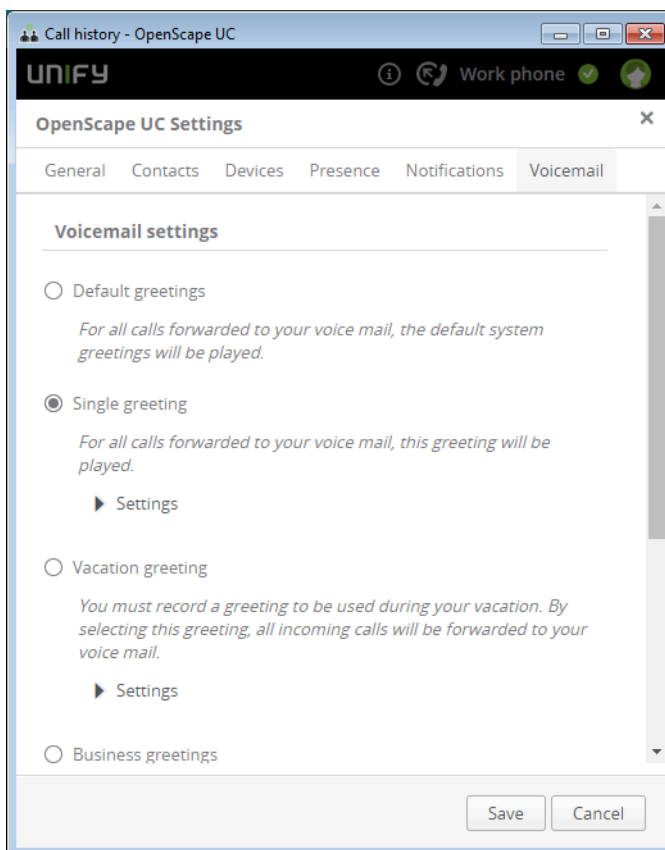 Call history - OpenScape UC
UNIFY
Work phone
OpenScape UC Settings
General Contacts Devices Presence Notifications Voicemail
Voicemail settings
Default greetings
For all calls forwarded to your voice mail, the default system
greetings will be played.
Single greeting
For all calls forwarded to your voice mail, this greeting will be
played.
Settings
Vacation greeting
You must record a greeting to be used during your vacation. By
selecting this greeting, all incoming calls will be forwarded to your
voice mail.
Settings
Business greetings
Save Cancel